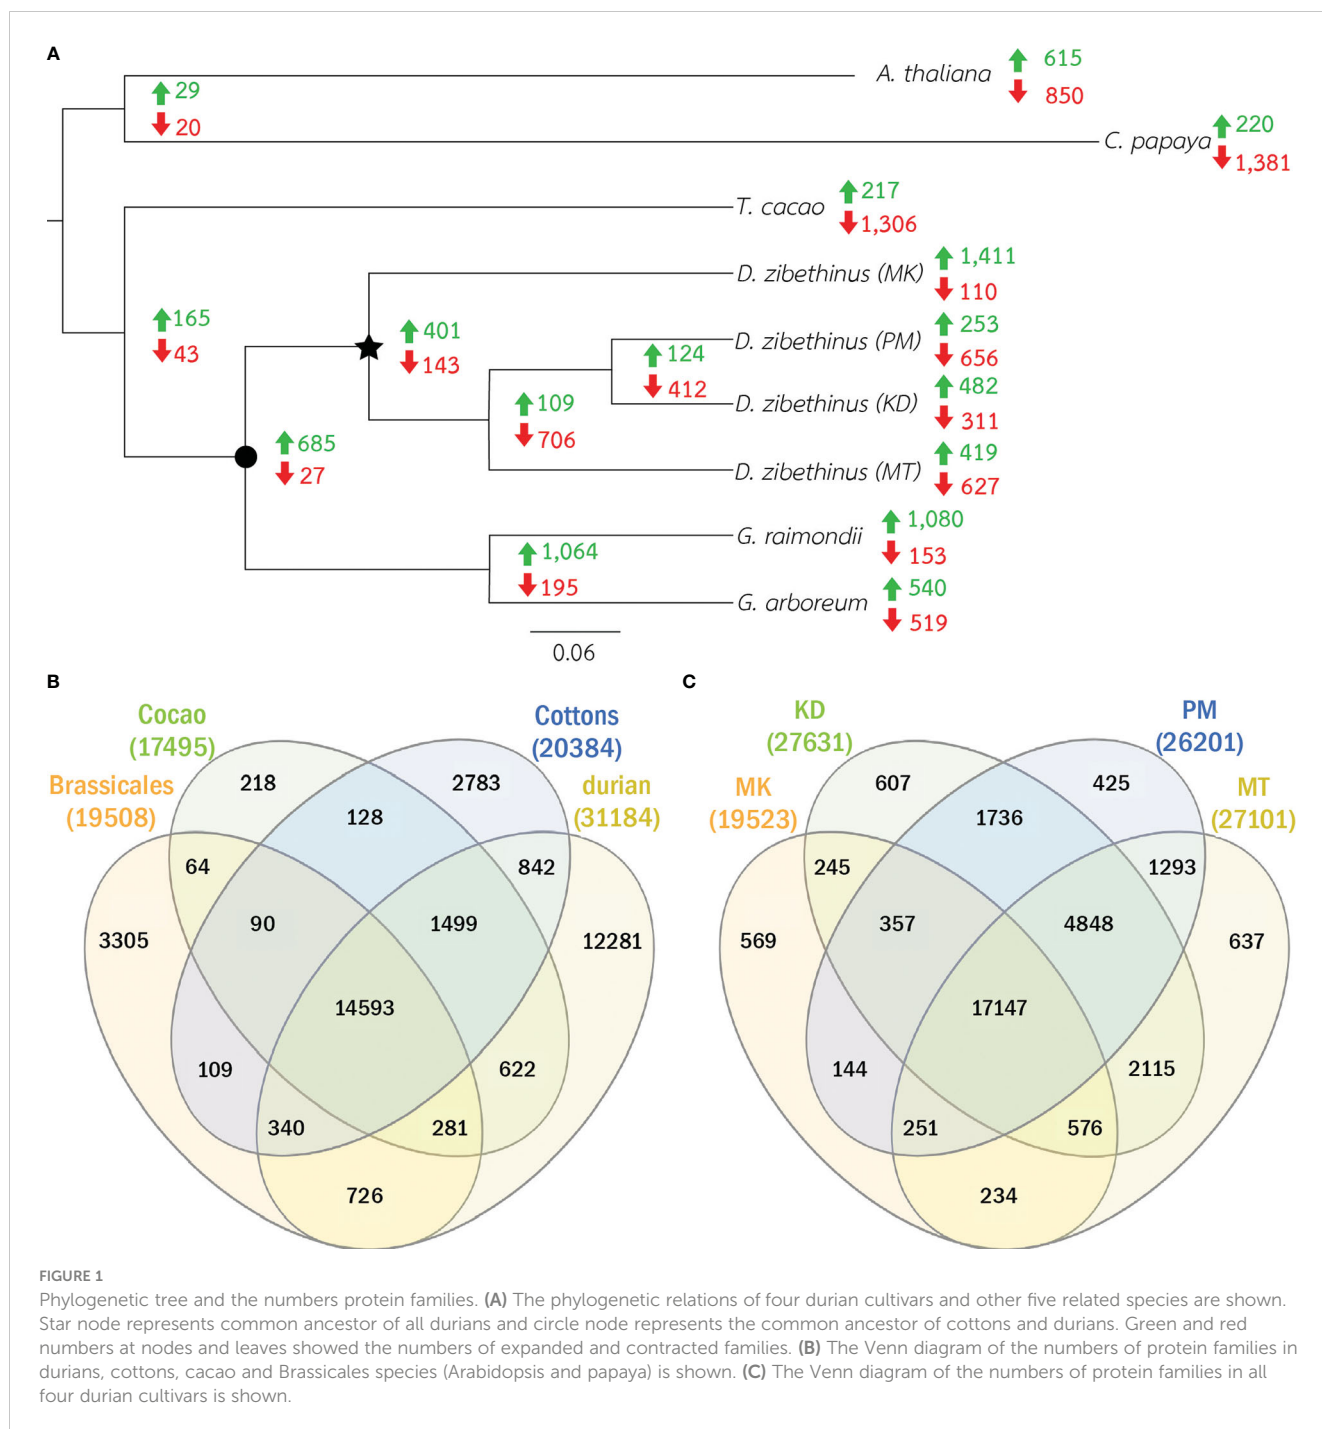 A
A. thaliana
615
850
29
20
C. papaya
220
1,381
T. cacao
217
1,306
D. zibethinus (MK)
1,411
110
165
43
401
143
D. zibethinus (PM)
253
656
124
412
D. zibethinus (KD)
482
311
109
706
685
27
D. zibethinus (MT)
419
627
G. raimondii
1,080
153
1,064
195
G. arboreum
540
519
0.06
B
Cocao
(17495)
Cottons
(20384)
Brassicales
(19508)
durian
(31184)
218
2783
128
64
842
90
1499
3305
12281
14593
109
622
340
281
726
C
KD
(27631)
PM
(26201)
MK
(19523)
MT
(27101)
607
425
1736
245
1293
357
4848
569
637
17147
144
2115
251
576
234
FIGURE 1
Phylogenetic tree and the numbers protein families. (A) The phylogenetic relations of four durian cultivars and other five related species are shown.
Star node represents common ancestor of all durians and circle node represents the common ancestor of cottons and durians. Green and red
numbers at nodes and leaves showed the numbers of expanded and contracted families. (B) The Venn diagram of the numbers of protein families in
durians, cottons, cacao and Brassicales species (Arabidopsis and papaya) is shown. (C) The Venn diagram of the numbers of protein families in all
four durian cultivars is shown.